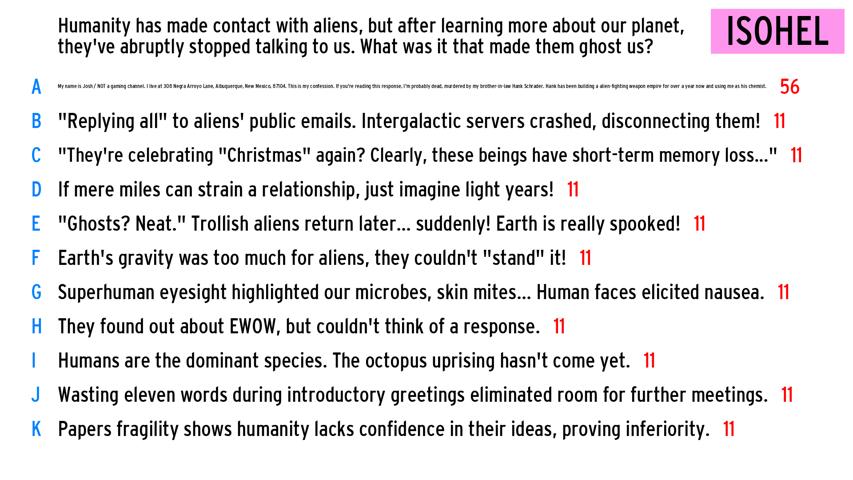 Humanity has made contact with aliens, but after learning more about our planet,
they've abruptly stopped talking to us. What was it that made them ghost us?
ISOHEL
A My name is Josh / NOT a gaming channel. I live at 308 Negra Arroyo Lane, Albuquerque, New Mexico, 87104. This is my confession. If you're reading this response, I'm probably dead, murdered by my brother-in-law Hank Schrader. Hank has been building a alien-fighting weapon empire for over a year now and using me as his chemist. 56
B "Replying all" to aliens' public emails. Intergalactic servers crashed, disconnecting them! 11
C "They're celebrating "Christmas" again? Clearly, these beings have short-term memory loss..." 11
D If mere miles can strain a relationship, just imagine light years! 11
E "Ghosts? Neat." Trollish aliens return later... suddenly! Earth is really spooked! 11
F Earth's gravity was too much for aliens, they couldn't "stand" it! 11
G Superhuman eyesight highlighted our microbes, skin mites... Human faces elicited nausea. 11
H They found out about EWOW, but couldn't think of a response. 11
I Humans are the dominant species. The octopus uprising hasn't come yet. 11
J Wasting eleven words during introductory greetings eliminated room for further meetings. 11
K Papers fragility shows humanity lacks confidence in their ideas, proving inferiority. 11